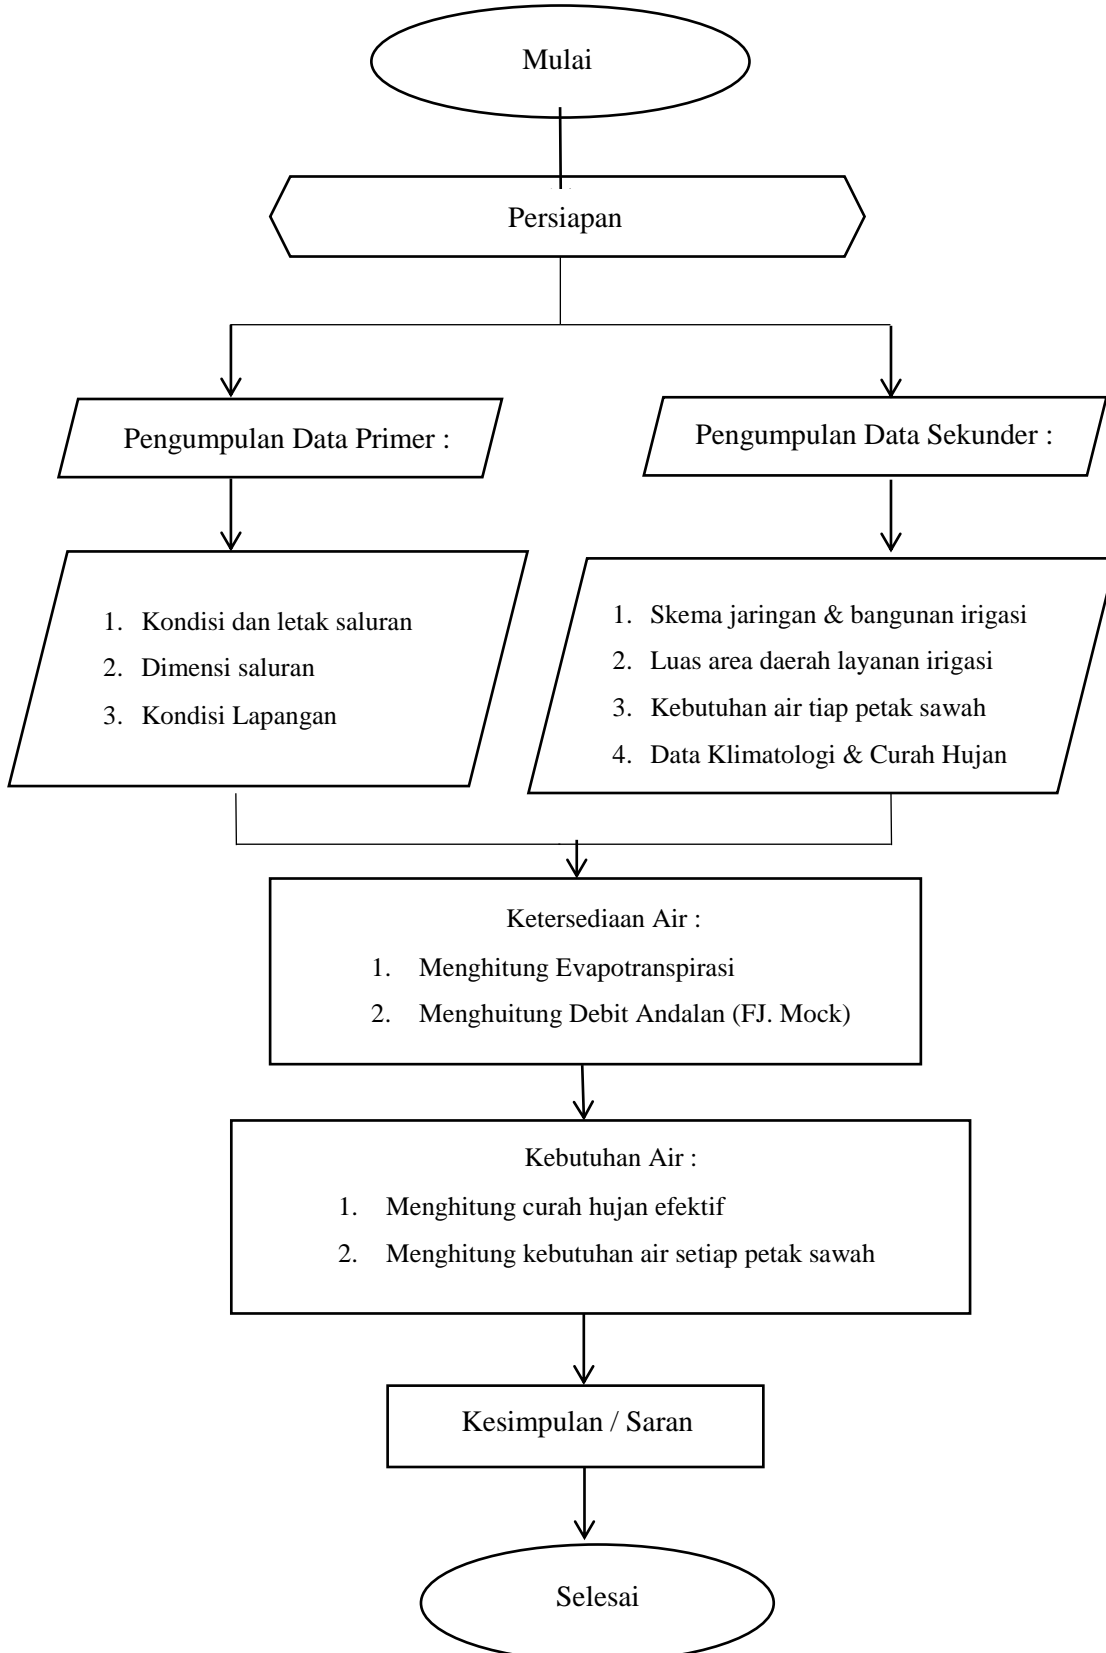 Mulai
Persiapan
Pengumpulan Data Primer :
Pengumpulan Data Sekunder :
1. Kondisi dan letak saluran
2. Dimensi saluran
3. Kondisi Lapangan
1. Skema jaringan & bangunan irigasi
2. Luas area daerah layanan irigasi
3. Kebutuhan air tiap petak sawah
4. Data Klimatologi & Curah Hujan
Ketersediaan Air :
1. Menghitung Evapotranspirasi
2. Menghuitung Debit Andalan (FJ. Mock)
Kebutuhan Air :
1. Menghitung curah hujan efektif
2. Menghitung kebutuhan air setiap petak sawah
Kesimpulan / Saran
Selesai